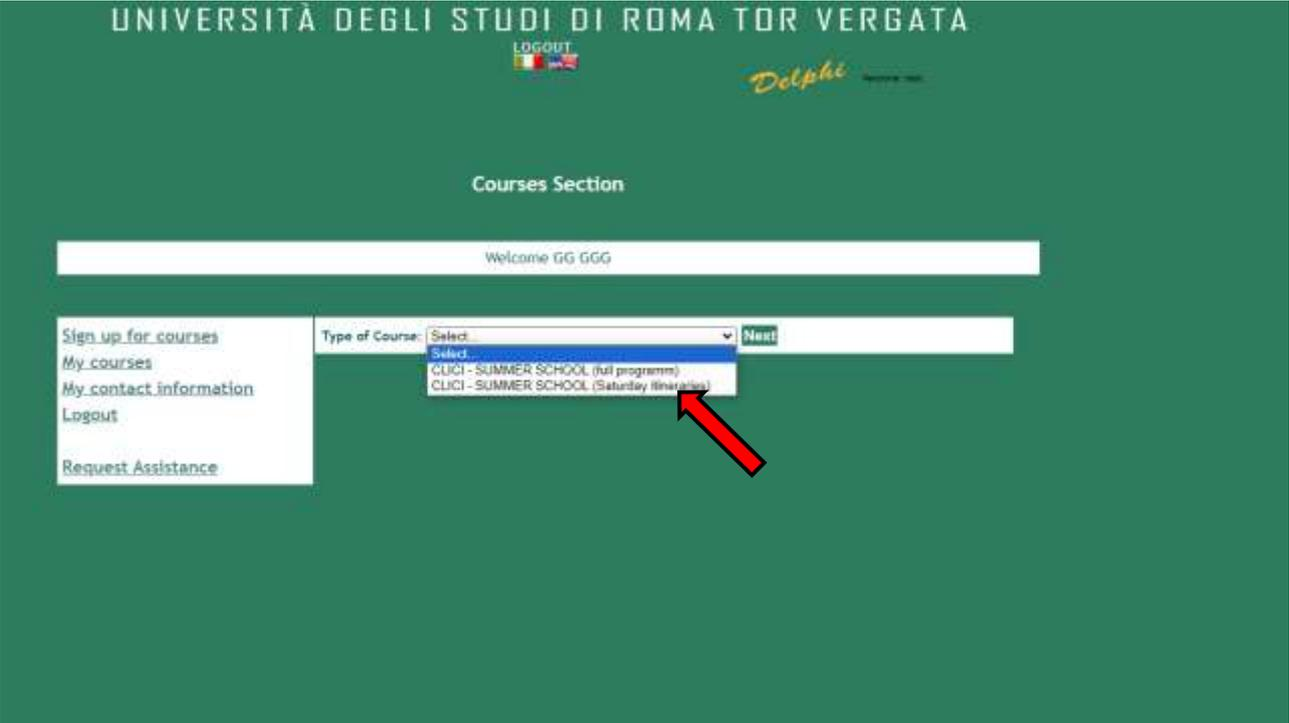 UNIVERSITÀ DEGLI STUDI DI ROMA TOR VERGATA
LOGOUT
Delphi
Courses Section
Welcome GG GGG
Sign up for courses
My courses
My contact information
Logout
Request Assistance
Type of Course: Select... Next
Select...
CLICI - SUMMER SCHOOL (full programm)
CLICI - SUMMER SCHOOL (Saturday itineraries)